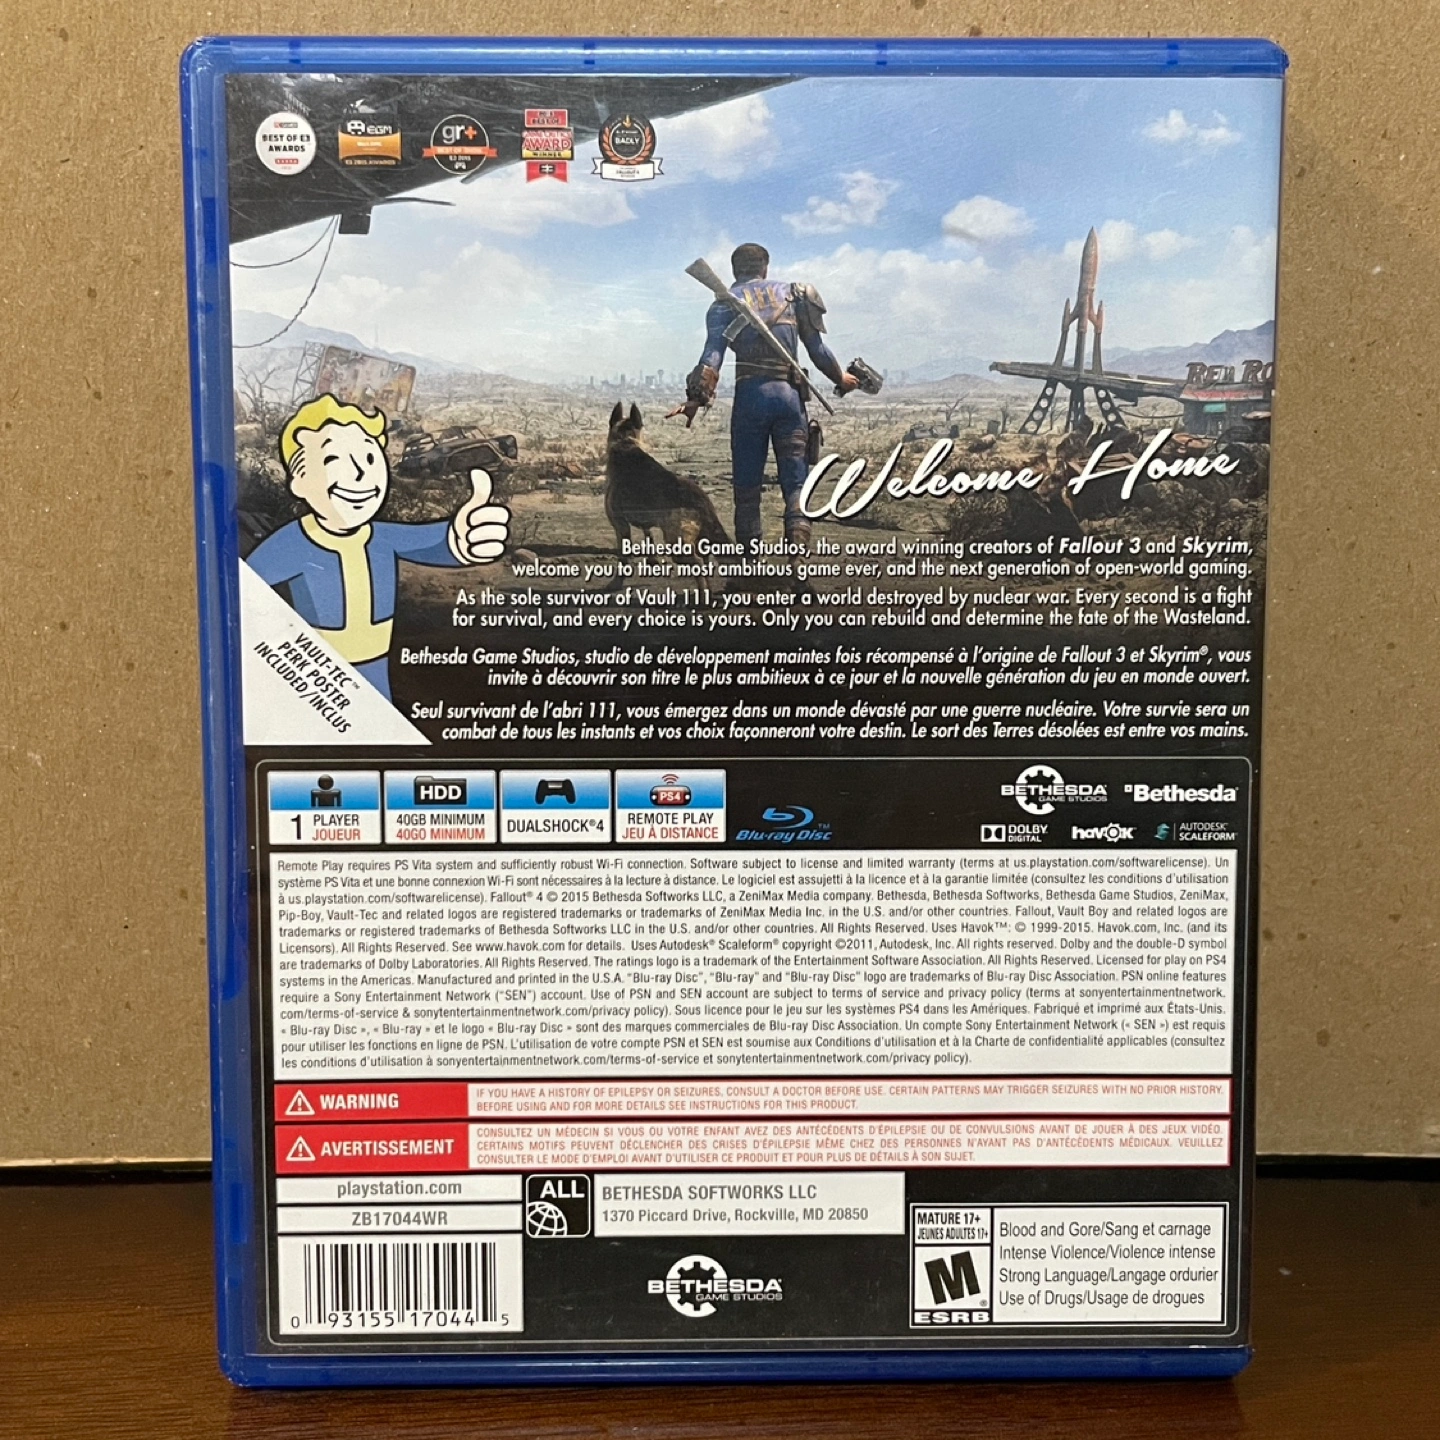 BEST OF E3
AWARDS
EGM
E3 2015 AWARDS
gr+
BEST OF
E3 2015
AWARD
WINNER
BADLY
RED RO
Welcome Home
Bethesda Game Studios, the award winning creators of Fallout 3 and Skyrim,
welcome you to their most ambitious game ever, and the next generation of open-world gaming.
As the sole survivor of Vault 111, you enter a world destroyed by nuclear war. Every second is a fight
for survival, and every choice is yours. Only you can rebuild and determine the fate of the Wasteland.
VAULT-TEC™
PERK POSTER
INCLUDED/INCLUS
Bethesda Game Studios, studio de développement maintes fois récompensé à l'origine de Fallout 3 et Skyrim®, vous
invite à découvrir son titre le plus ambitieux à ce jour et la nouvelle génération du jeu en monde ouvert.
Seul survivant de l'abri 111, vous émergez dans un monde dévasté par une guerre nucléaire. Votre survie sera un
combat de tous les instants et vos choix façonneront votre destin. Le sort des Terres désolées est entre vos mains.
1 PLAYER
JOUEUR
HDD
40GB MINIMUM
40GO MINIMUM
DUALSHOCK®4
PS4
REMOTE PLAY
JEU À DISTANCE
Blu-ray Disc™
BETHESDA
GAME STUDIOS
Bethesda
DOLBY
DIGITAL
havok
AUTODESK
SCALEFORM
Remote Play requires PS Vita system and sufficiently robust Wi-Fi connection. Software subject to license and limited warranty (terms at us.playstation.com/softwarelicense). Un
système PS Vita et une bonne connexion Wi-Fi sont nécessaires à la lecture à distance. Le logiciel est assujetti à la licence et à la garantie limitée (consultez les conditions d'utilisation
à us.playstation.com/softwarelicense). Fallout® 4 © 2015 Bethesda Softworks LLC, a ZeniMax Media company. Bethesda, Bethesda Softworks, Bethesda Game Studios, ZeniMax,
Pip-Boy, Vault-Tec and related logos are registered trademarks or trademarks of ZeniMax Media Inc. in the U.S. and/or other countries. Fallout, Vault Boy and related logos are
trademarks or registered trademarks of Bethesda Softworks LLC in the U.S. and/or other countries. All Rights Reserved. Uses Havok™: © 1999-2015. Havok.com, Inc. (and its
Licensors). All Rights Reserved. See www.havok.com for details. Uses Autodesk® Scaleform® copyright ©2011, Autodesk, Inc. All rights reserved. Dolby and the double-D symbol
are trademarks of Dolby Laboratories. All Rights Reserved. The ratings logo is a trademark of the Entertainment Software Association. All Rights Reserved. Licensed for play on PS4
systems in the Americas. Manufactured and printed in the U.S.A. "Blu-ray Disc", "Blu-ray" and "Blu-ray Disc" logo are trademarks of Blu-ray Disc Association. PSN online features
require a Sony Entertainment Network ("SEN") account. Use of PSN and SEN account are subject to terms of service and privacy policy (terms at sonyentertainmentnetwork.
com/terms-of-service & sonytentertainmentnetwork.com/privacy policy). Sous licence pour le jeu sur les systèmes PS4 dans les Amériques. Fabriqué et imprimé aux États-Unis.
« Blu-ray Disc », « Blu-ray » et le logo « Blu-ray Disc » sont des marques commerciales de Blu-ray Disc Association. Un compte Sony Entertainment Network (« SEN ») est requis
pour utiliser les fonctions en ligne de PSN. L'utilisation de votre compte PSN et SEN est soumise aux Conditions d'utilisation et à la Charte de confidentialité applicables (consultez
les conditions d'utilisation à sonyentertainmentnetwork.com/terms-of-service et sonytentertainmentnetwork.com/privacy policy).
WARNING
IF YOU HAVE A HISTORY OF EPILEPSY OR SEIZURES, CONSULT A DOCTOR BEFORE USE. CERTAIN PATTERNS MAY TRIGGER SEIZURES WITH NO PRIOR HISTORY.
BEFORE USING AND FOR MORE DETAILS SEE INSTRUCTIONS FOR THIS PRODUCT.
AVERTISSEMENT
CONSULTEZ UN MÉDECIN SI VOUS OU VOTRE ENFANT AVEZ DES ANTÉCÉDENTS D'ÉPILEPSIE OU DE CONVULSIONS AVANT DE JOUER À DES JEUX VIDÉO.
CERTAINS MOTIFS PEUVENT DÉCLENCHER DES CRISES D'ÉPILEPSIE MÊME CHEZ DES PERSONNES N'AYANT PAS D'ANTÉCÉDENTS MÉDICAUX. VEUILLEZ
CONSULTER LE MODE D'EMPLOI AVANT D'UTILISER CE PRODUIT ET POUR PLUS DE DÉTAILS À SON SUJET.
playstation.com
ZB17044WR
ALL
BETHESDA SOFTWORKS LLC
1370 Piccard Drive, Rockville, MD 20850
0 93155 17044 5
BETHESDA
GAME STUDIOS
MATURE 17+
JEUNES ADULTES 17+
M
ESRB
Blood and Gore/Sang et carnage
Intense Violence/Violence intense
Strong Language/Langage ordurier
Use of Drugs/Usage de drogues